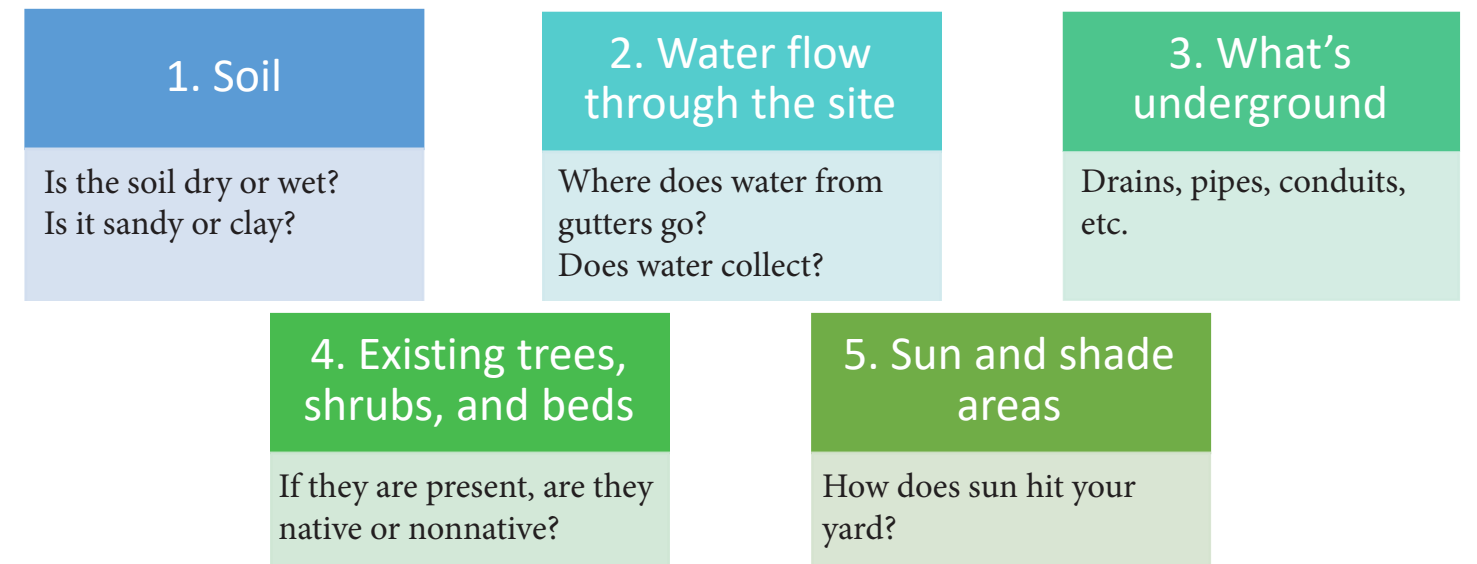 1. Soil
Is the soil dry or wet?
Is it sandy or clay?
2. Water flow
through the site
Where does water from
gutters go?
Does water collect?
3. What’s
underground
Drains, pipes, conduits,
etc.
4. Existing trees,
shrubs, and beds
If they are present, are they
native or nonnative?
5. Sun and shade
areas
How does sun hit your
yard?